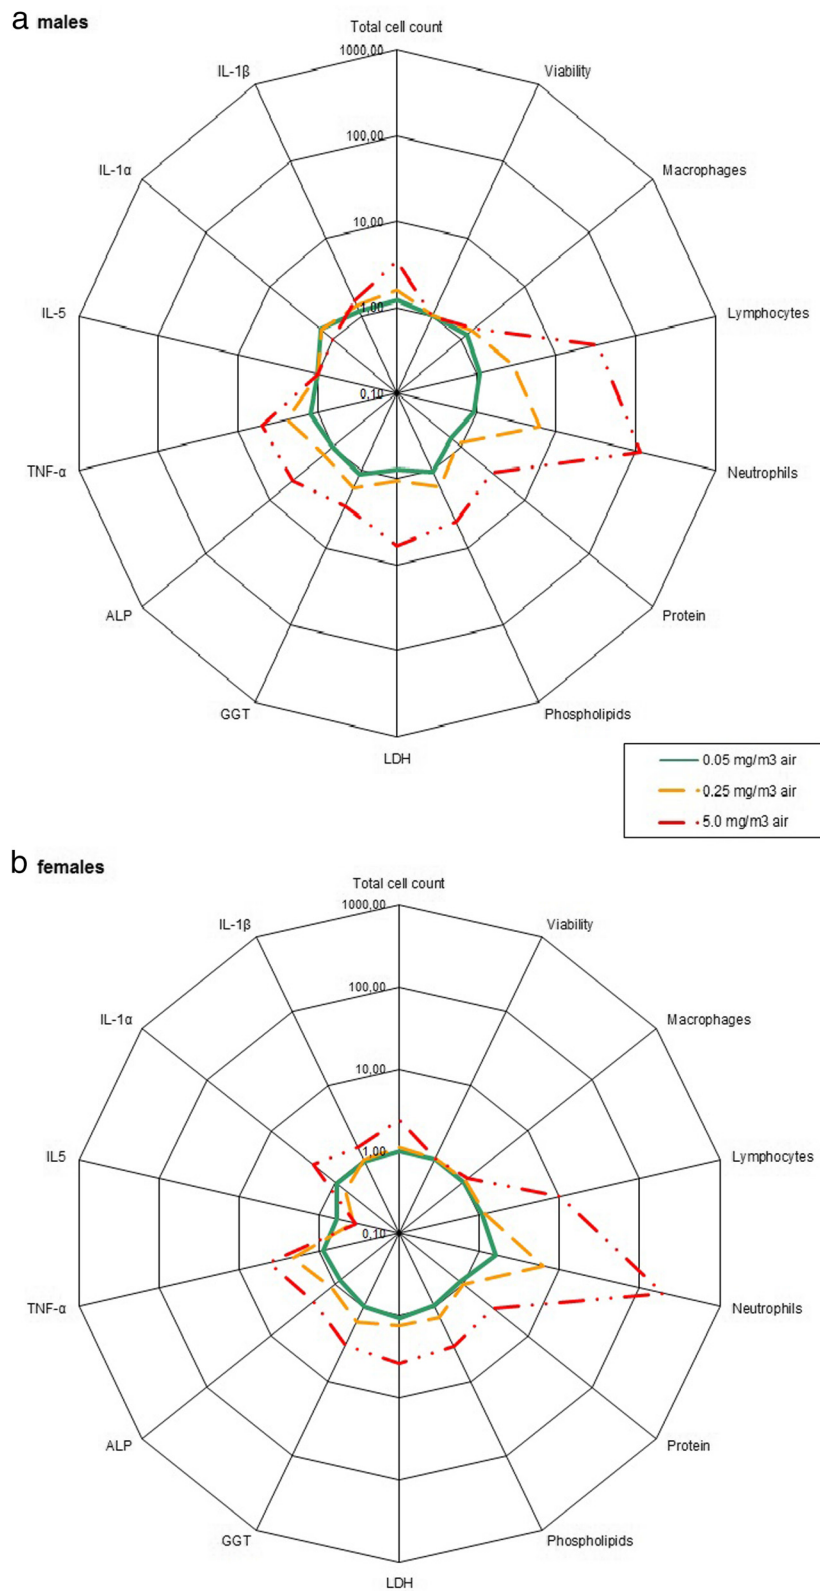 a males
Total cell count
1000,00
IL-1β
Viability
100,00
IL-1α
Macrophages
10,00
IL-5
Lymphocytes
1,00
0,10
TNF-α
Neutrophils
ALP
Protein
GGT
Phospholipids
LDH
0.05 mg/m3 air
0.25 mg/m3 air
5.0 mg/m3 air
b females
Total cell count
1000,00
IL-1β
Viability
100,00
IL-1α
Macrophages
10,00
IL5
Lymphocytes
1,00
0,10
TNF-α
Neutrophils
ALP
Protein
GGT
Phospholipids
LDH